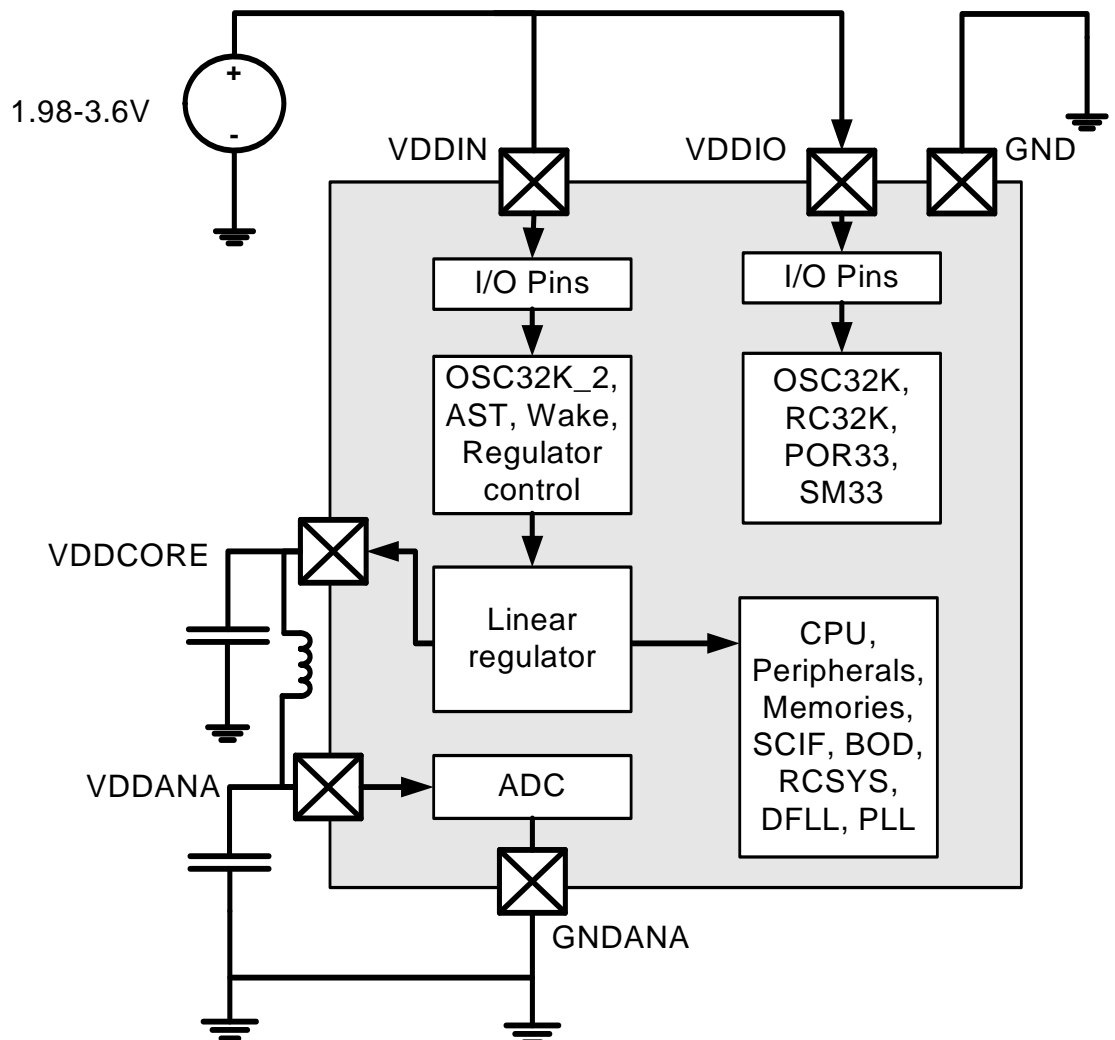 +
1.98-3.6V
-
VDDIN
VDDIO
GND
I/O Pins
I/O Pins
OSC32K_2,
AST, Wake,
Regulator
control
OSC32K,
RC32K,
POR33,
SM33
VDDCORE
Linear
regulator
CPU,
Peripherals,
Memories,
SCIF, BOD,
RCSYS,
DFLL, PLL
VDDANA
ADC
GNDANA